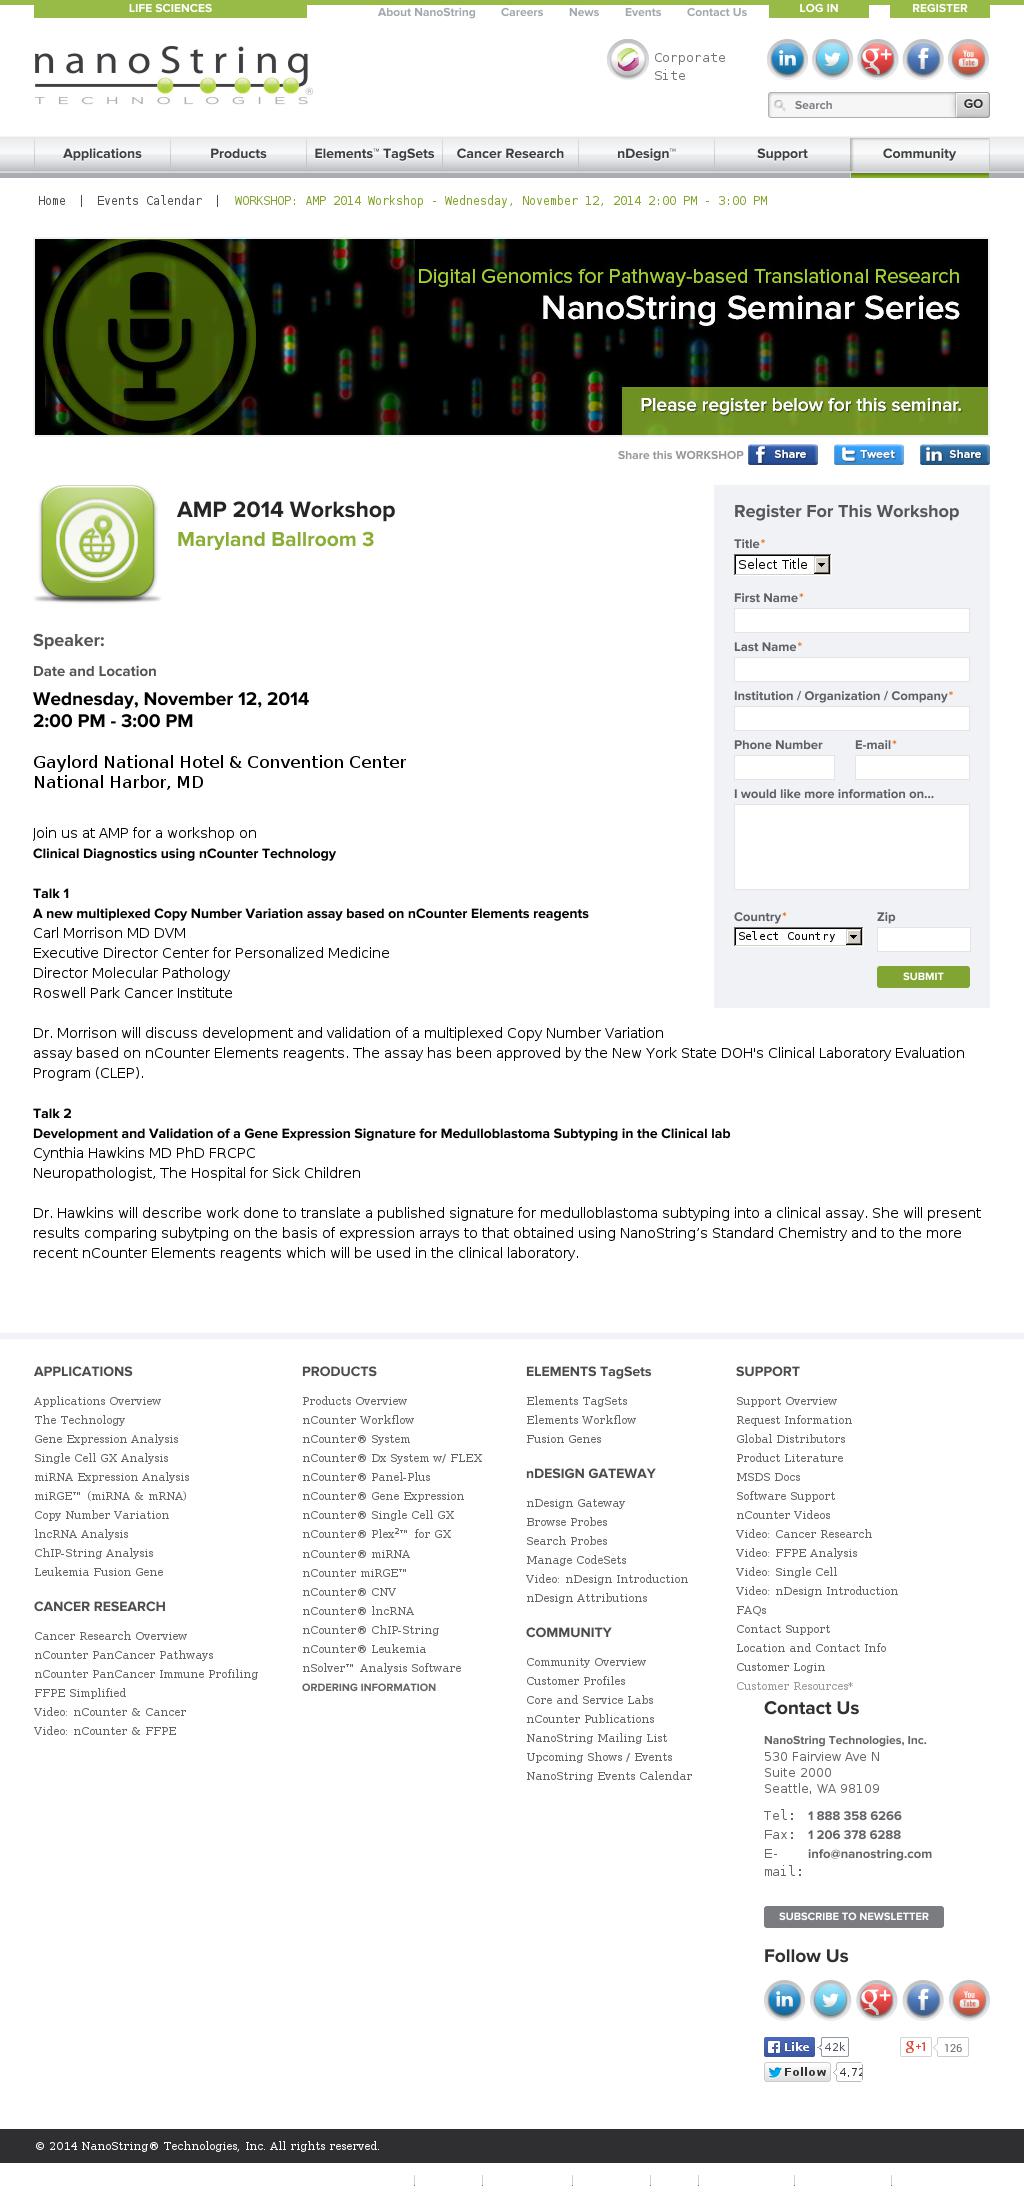 LIFE SCIENCES
About NanoString Careers News Events Contact Us
LOG IN
REGISTER
nanoString
TECHNOLOGIES®
Corporate
Site
Search
GO
Applications Products Elements™ TagSets Cancer Research nDesign™ Support Community
Home | Events Calendar | WORKSHOP: AMP 2014 Workshop - Wednesday, November 12, 2014 2:00 PM - 3:00 PM
Digital Genomics for Pathway-based Translational Research
NanoString Seminar Series
Please register below for this seminar.
Share this WORKSHOP Share Tweet Share
AMP 2014 Workshop
Maryland Ballroom 3
Speaker:
Date and Location
Wednesday, November 12, 2014
2:00 PM - 3:00 PM
Gaylord National Hotel & Convention Center
National Harbor, MD
Join us at AMP for a workshop on
Clinical Diagnostics using nCounter Technology
Talk 1
A new multiplexed Copy Number Variation assay based on nCounter Elements reagents
Carl Morrison MD DVM
Executive Director Center for Personalized Medicine
Director Molecular Pathology
Roswell Park Cancer Institute
Register For This Workshop
Title*
Select Title
First Name*
Last Name*
Institution / Organization / Company*
Phone Number E-mail*
I would like more information on...
Country* Zip
Select Country
SUBMIT
Dr. Morrison will discuss development and validation of a multiplexed Copy Number Variation
assay based on nCounter Elements reagents. The assay has been approved by the New York State DOH's Clinical Laboratory Evaluation
Program (CLEP).
Talk 2
Development and Validation of a Gene Expression Signature for Medulloblastoma Subtyping in the Clinical lab
Cynthia Hawkins MD PhD FRCPC
Neuropathologist, The Hospital for Sick Children
Dr. Hawkins will describe work done to translate a published signature for medulloblastoma subtyping into a clinical assay. She will present
results comparing subytping on the basis of expression arrays to that obtained using NanoString’s Standard Chemistry and to the more
recent nCounter Elements reagents which will be used in the clinical laboratory.
APPLICATIONS
Applications Overview
The Technology
Gene Expression Analysis
Single Cell GX Analysis
miRNA Expression Analysis
miRGE™ (miRNA & mRNA)
Copy Number Variation
lncRNA Analysis
ChIP-String Analysis
Leukemia Fusion Gene
CANCER RESEARCH
Cancer Research Overview
nCounter PanCancer Pathways
nCounter PanCancer Immune Profiling
FFPE Simplified
Video: nCounter & Cancer
Video: nCounter & FFPE
PRODUCTS
Products Overview
nCounter Workflow
nCounter® System
nCounter® Dx System w/ FLEX
nCounter® Panel-Plus
nCounter® Gene Expression
nCounter® Single Cell GX
nCounter® Plex²™ for GX
nCounter® miRNA
nCounter miRGE™
nCounter® CNV
nCounter® lncRNA
nCounter® ChIP-String
nCounter® Leukemia
nSolver™ Analysis Software
ORDERING INFORMATION
ELEMENTS TagSets
Elements TagSets
Elements Workflow
Fusion Genes
nDESIGN GATEWAY
nDesign Gateway
Browse Probes
Search Probes
Manage CodeSets
Video: nDesign Introduction
nDesign Attributions
COMMUNITY
Community Overview
Customer Profiles
Core and Service Labs
nCounter Publications
NanoString Mailing List
Upcoming Shows / Events
NanoString Events Calendar
SUPPORT
Support Overview
Request Information
Global Distributors
Product Literature
MSDS Docs
Software Support
nCounter Videos
Video: Cancer Research
Video: FFPE Analysis
Video: Single Cell
Video: nDesign Introduction
FAQs
Contact Support
Location and Contact Info
Customer Login
Customer Resources*
Contact Us
NanoString Technologies, Inc.
530 Fairview Ave N
Suite 2000
Seattle, WA 98109
Tel: 1 888 358 6266
Fax: 1 206 378 6288
E-
mail: info@nanostring.com
SUBSCRIBE TO NEWSLETTER
Follow Us
Like 42k g+1 126
Follow 4,72
© 2014 NanoString® Technologies, Inc. All rights reserved.